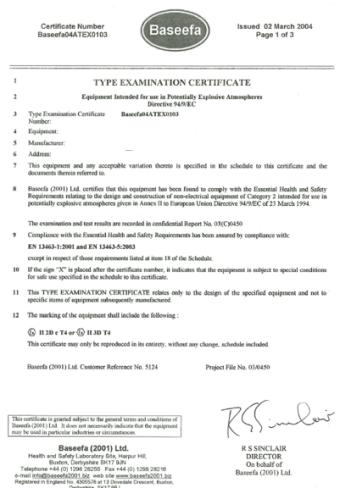 Certificate Number
Baseefa04ATEX0103
Baseefa
Issued 02 March 2004
Page 1 of 3
1 TYPE EXAMINATION CERTIFICATE
2 Equipment Intended for use in Potentially Explosive Atmospheres
Directive 94/9/EC
3 Type Examination Certificate Baseefa04ATEX0103
Number:
4 Equipment:
5 Manufacturer:
6 Address:
7 This equipment and any acceptable variation thereto is specified in the schedule to this certificate and the
documents therein referred to.
8 Baseefa (2001) Ltd. certifies that this equipment has been found to comply with the Essential Health and Safety
Requirements relating to the design and construction of non-electrical equipment of Category 2 intended for use in
potentially explosive atmospheres given in Annex II to European Union Directive 94/9/EC of 23 March 1994.
The examination and test results are recorded in confidential Report No. 03(C)0450
9 Compliance with the Essential Health and Safety Requirements has been assured by compliance with:
EN 13463-1:2001 and EN 13463-5:2003
except in respect of those requirements listed at item 18 of the Schedule.
10 If the sign "X" is placed after the certificate number, it indicates that the equipment is subject to special conditions
for safe use specified in the schedule to this certificate.
11 This TYPE EXAMINATION CERTIFICATE relates only to the design of the specified equipment and not to
specific items of equipment subsequently manufactured.
12 The marking of the equipment shall include the following :
Ex II 2D c T4 or Ex II 3D T4
This certificate may only be reproduced in its entirety, without any change, schedule included.
Baseefa (2001) Ltd. Customer Reference No. 5124 Project File No. 03/0450
This certificate is granted subject to the general terms and conditions of
Baseefa (2001) Ltd. It does not necessarily indicate that the equipment
may be used in particular industries or circumstances.
Baseefa (2001) Ltd.
Health and Safety Laboratory Site, Harpur Hill,
Buxton, Derbyshire SK17 9JN
Telephone +44 (0) 1298 28255 Fax +44 (0) 1298 28216
e-mail info@baseefa2001.biz web site www.baseefa2001.biz
Registered in England No. 4305578 at 13 Dovedale Crescent, Buxton,
Derbyshire, SK17 9BJ
R S Sinclair
R S SINCLAIR
DIRECTOR
On behalf of
Baseefa (2001) Ltd.